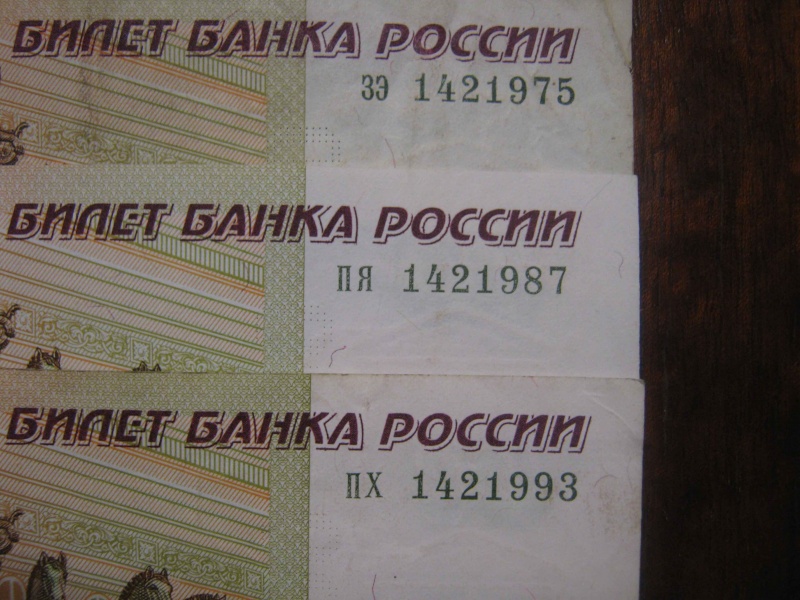 БИЛЕТ БАНКА РОССИИ
ЗЭ 1421975
БИЛЕТ БАНКА РОССИИ
ПЯ 1421987
БИЛЕТ БАНКА РОССИИ
ПХ 1421993